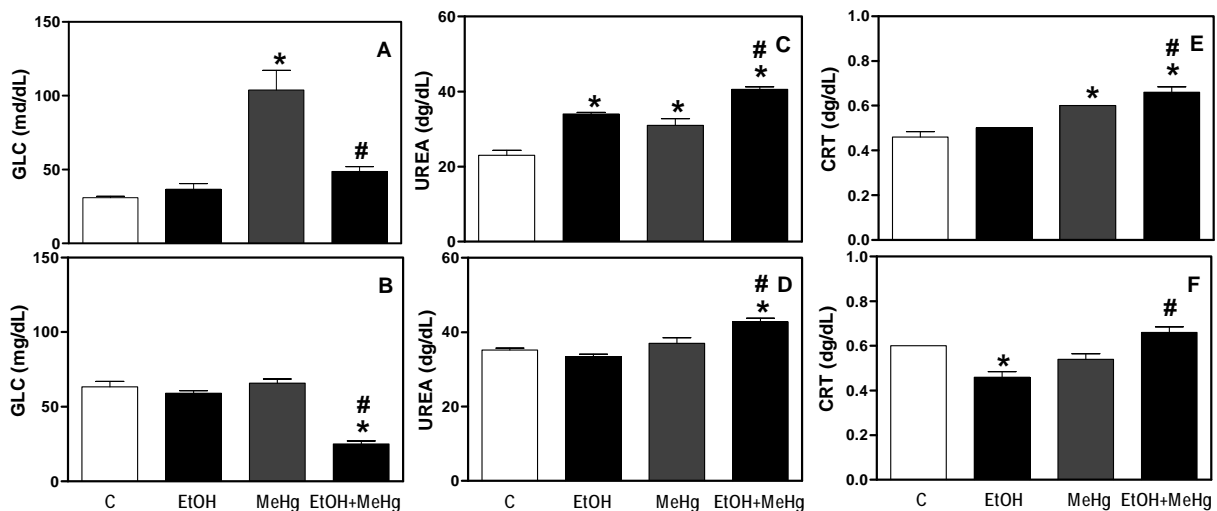 150
100
50
0
GLC (md/dL)
A
*
#
60
40
20
0
UREA (dg/dL)
C
*
*
#
*
1.0
0.8
0.6
0.4
0.2
0.0
CRT (dg/dL)
E
*
#
*
150
100
50
0
GLC (mg/dL)
B
#
*
C EtOH MeHg EtOH+MeHg
60
40
20
0
UREA (dg/dL)
D
#
*
C EtOH MeHg EtOH+MeHg
1.0
0.8
0.6
0.4
0.2
0.0
CRT (dg/dL)
F
*
#
C EtOH MeHg EtOH+MeHg